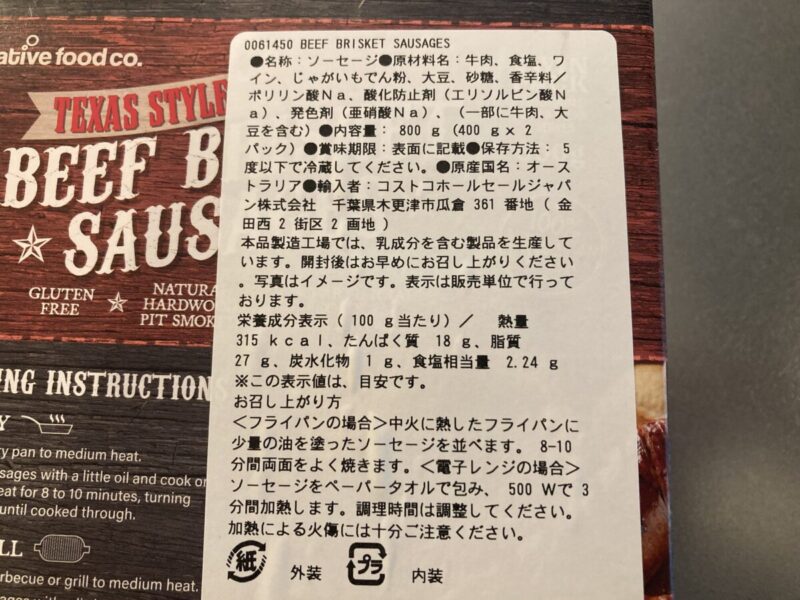 ative food co.
TEXAS STYLE
BEEF B
SAUS
GLUTEN
FREE
NATURA
HARDWO
PIT SMOK
NG INSTRUCTIONS
Y
ry pan to medium heat.
sages with a little oil and cook or
eat for 8 to 10 minutes, turning
until cooked through.
LL
rbecue or grill to medium heat.
0061450 BEEF BRISKET SAUSAGES
●名称：ソーセージ●原材料名：牛肉、食塩、ワ
イン、じゃがいもでん粉、大豆、砂糖、香辛料／
ポリリン酸Ｎａ、酸化防止剤（エリソルビン酸Ｎ
ａ）、発色剤（亜硝酸Ｎａ）、（一部に牛肉、大
豆を含む）●内容量： 800 g (400 g x 2
パック) ●賞味期限：表面に記載●保存方法： 5
度以下で冷蔵してください。●原産国名：オース
トラリア●輸入者：コストコホールセールジャパ
ン株式会社　千葉県木更津市瓜倉 361 番地（ 金
田西 2 街区 2 画地 ）
本品製造工場では、乳成分を含む製品を生産して
います。開封後はお早めにお召し上がりください
。写真はイメージです。表示は販売単位で行って
おります。
栄養成分表示（ 100 g当たり）／　熱量
315 ｋｃａｌ、たんぱく質　18 g、脂質
27 g、炭水化物　1 g、食塩相当量　2.24 g
※この表示値は、目安です。
お召し上がり方
＜フライパンの場合＞中火に熱したフライパンに
少量の油を塗ったソーセージを並べます。 8-10
分間両面をよく焼きます。＜電子レンジの場合＞
ソーセージをペーパータオルで包み、 500 Wで 3
分間加熱します。調理時間は調整してください。
加熱による火傷には十分ご注意ください。
紙 外装 プラ 内装